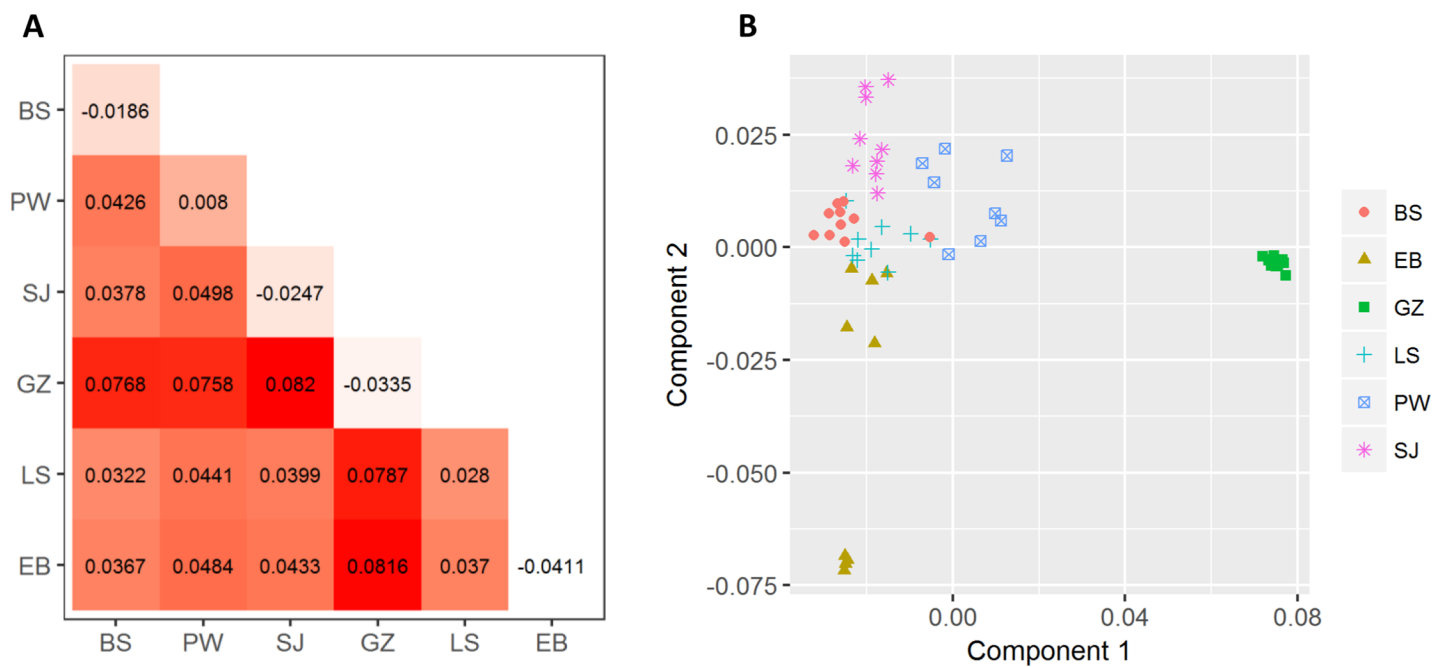 A
BS
-0.0186
PW
0.0426 0.008
SJ
0.0378 0.0498 -0.0247
GZ
0.0768 0.0758 0.082 -0.0335
LS
0.0322 0.0441 0.0399 0.0787 0.028
EB
0.0367 0.0484 0.0433 0.0816 0.037 -0.0411
BS PW SJ GZ LS EB
B
Component 2
0.025
0.000
-0.025
-0.050
-0.075
0.00 0.04 0.08
Component 1
BS
EB
GZ
LS
PW
SJ